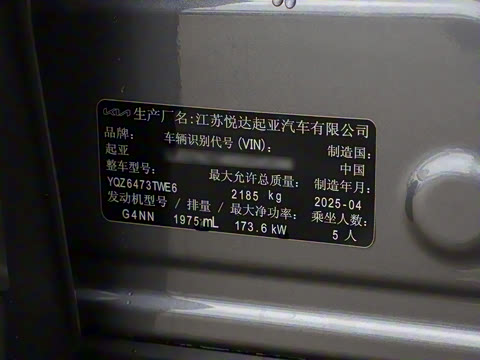 KIA 生产厂名:江苏悦达起亚汽车有限公司
品牌: 车辆识别代号(VIN): 制造国:
起亚 中国
整车型号: 最大允许总质量: 制造年月:
YQZ6473TWE6 2185 kg 2025-04
发动机型号 / 排量 / 最大净功率: 乘坐人数:
G4NN 1975 mL 173.6 kW 5 人